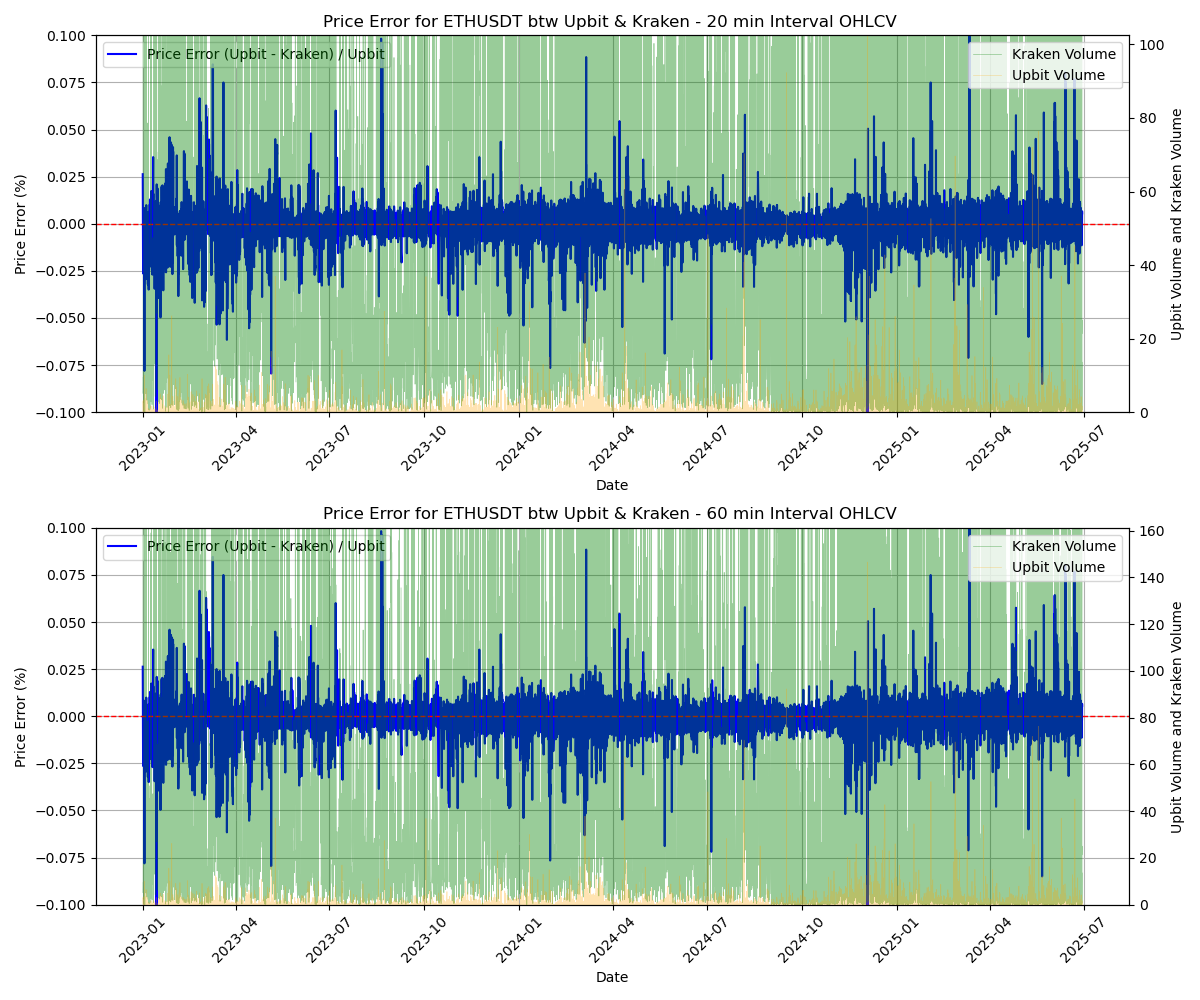 Price Error for ETHUSDT btw Upbit & Kraken - 20 min Interval OHLCV
Price Error (Upbit - Kraken) / Upbit
Kraken Volume
Upbit Volume
Price Error (%)
0.100
0.075
0.050
0.025
0.000
−0.025
−0.050
−0.075
−0.100
100
80
60
40
20
0
Upbit Volume and Kraken Volume
2023-01 2023-04 2023-07 2023-10 2024-01 2024-04 2024-07 2024-10 2025-01 2025-04 2025-07
Date
Price Error for ETHUSDT btw Upbit & Kraken - 60 min Interval OHLCV
Price Error (Upbit - Kraken) / Upbit
Kraken Volume
Upbit Volume
Price Error (%)
0.100
0.075
0.050
0.025
0.000
−0.025
−0.050
−0.075
−0.100
160
140
120
100
80
60
40
20
0
Upbit Volume and Kraken Volume
2023-01 2023-04 2023-07 2023-10 2024-01 2024-04 2024-07 2024-10 2025-01 2025-04 2025-07
Date